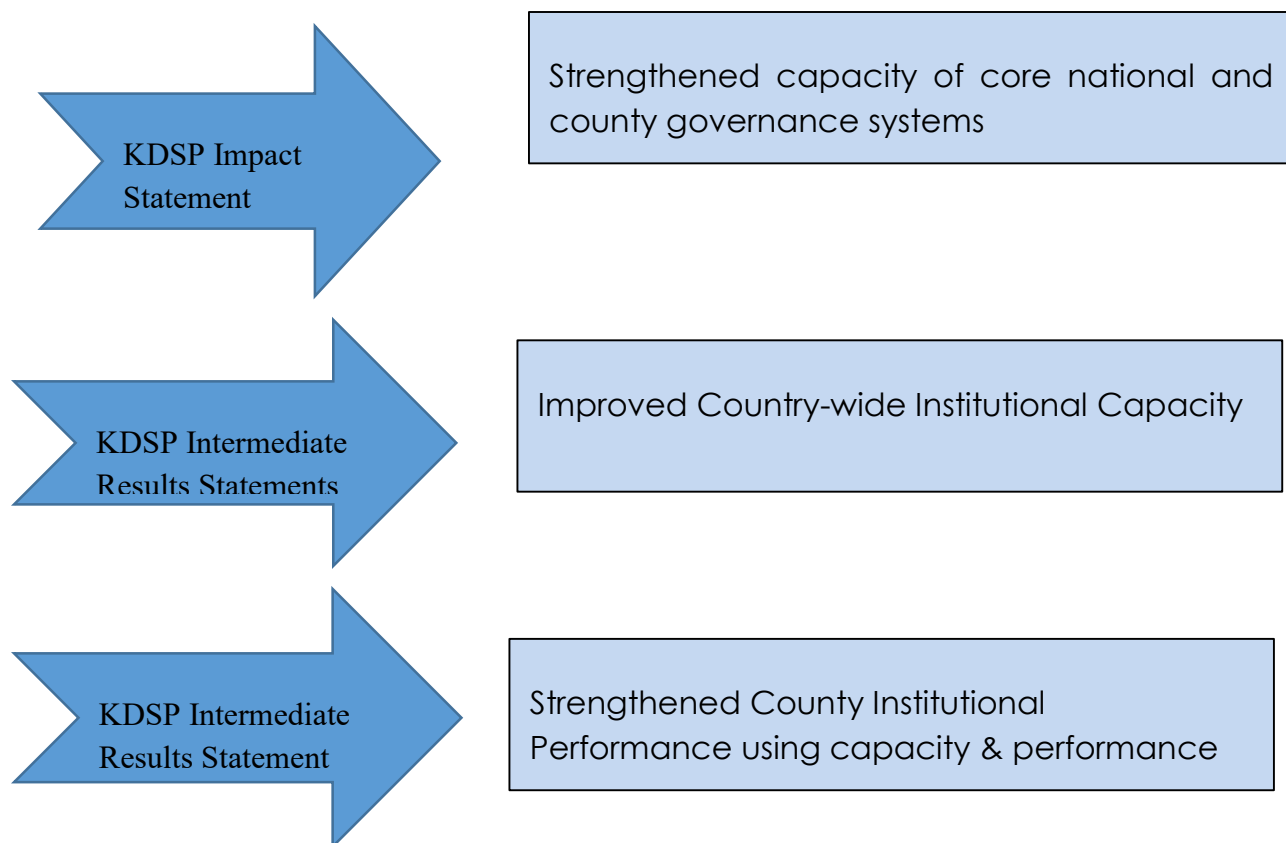 Strengthened capacity of core national and
county governance systems
KDSP Impact
Statement
Improved Country-wide Institutional Capacity
KDSP Intermediate
Results Statements
Strengthened County Institutional
Performance using capacity & performance
KDSP Intermediate
Results Statement